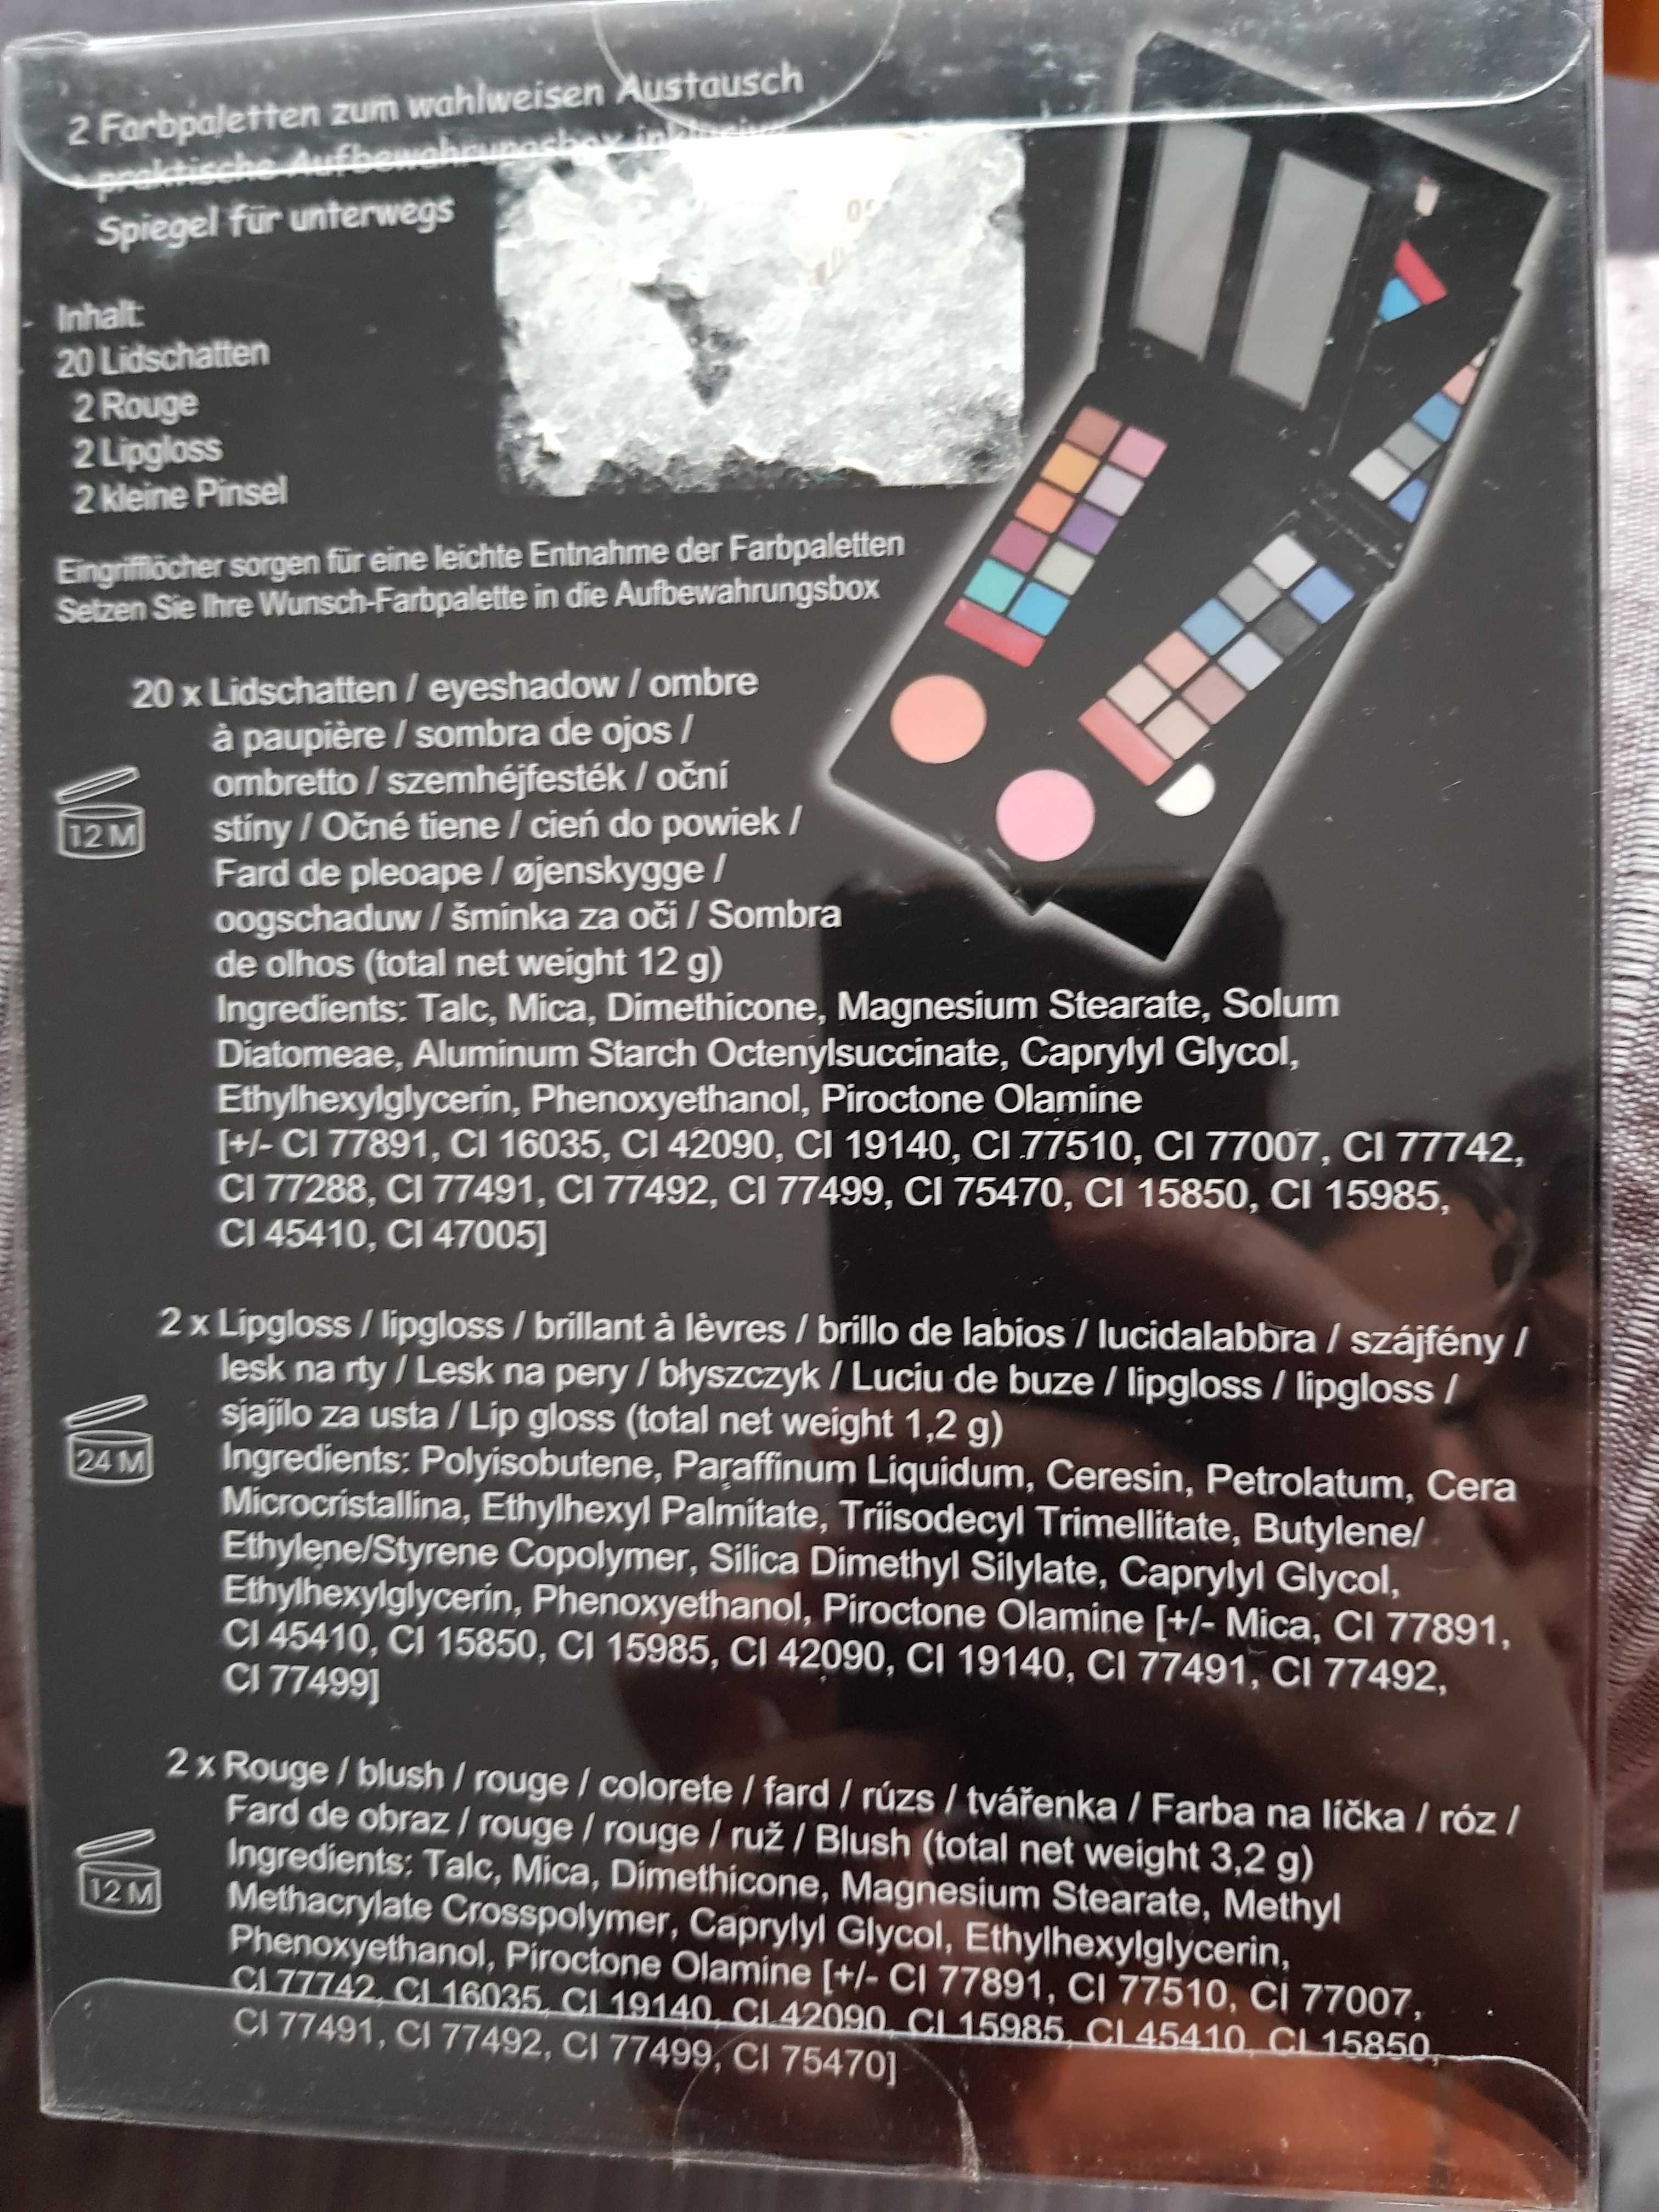 2 Farbpaletten zum wahlweisen Austausch
praktische Aufbewahrungsbox inklusive
Spiegel für unterwegs
Inhalt:
20 Lidschatten
2 Rouge
2 Lipgloss
2 kleine Pinsel
Eingrifflöcher sorgen für eine leichte Entnahme der Farbpaletten
Setzen Sie Ihre Wunsch-Farbpalette in die Aufbewahrungsbox
20 x Lidschatten / eyeshadow / ombre
à paupière / sombra de ojos /
ombretto / szemhéjfesték / oční
stíny / Očné tiene / cień do powiek /
Fard de pleoape / øjenskygge /
oogschaduw / šminka za oči / Sombra
de olhos (total net weight 12 g)
12 M
Ingredients: Talc, Mica, Dimethicone, Magnesium Stearate, Solum
Diatomeae, Aluminum Starch Octenylsuccinate, Caprylyl Glycol,
Ethylhexylglycerin, Phenoxyethanol, Piroctone Olamine
[+/- CI 77891, CI 16035, CI 42090, CI 19140, CI 77510, CI 77007, CI 77742,
CI 77288, CI 77491, CI 77492, CI 77499, CI 75470, CI 15850, CI 15985,
CI 45410, CI 47005]
2 x Lipgloss / lipgloss / brillant à lèvres / brillo de labios / lucidalabbra / szájfény /
lesk na rty / Lesk na pery / błyszczyk / Luciu de buze / lipgloss / lipgloss /
sjajilo za usta / Lip gloss (total net weight 1,2 g)
24 M
Ingredients: Polyisobutene, Paraffinum Liquidum, Ceresin, Petrolatum, Cera
Microcristallina, Ethylhexyl Palmitate, Triisodecyl Trimellitate, Butylene/
Ethylene/Styrene Copolymer, Silica Dimethyl Silylate, Caprylyl Glycol,
Ethylhexylglycerin, Phenoxyethanol, Piroctone Olamine [+/- Mica, CI 77891,
CI 45410, CI 15850, CI 15985, CI 42090, CI 19140, CI 77491, CI 77492,
CI 77499]
2 x Rouge / blush / rouge / colorete / fard / rúzs / tvářenka / Farba na líčka / róz /
Fard de obraz / rouge / rouge / ruž / Blush (total net weight 3,2 g)
12 M
Ingredients: Talc, Mica, Dimethicone, Magnesium Stearate, Methyl
Methacrylate Crosspolymer, Caprylyl Glycol, Ethylhexylglycerin,
Phenoxyethanol, Piroctone Olamine [+/- CI 77891, CI 77510, CI 77007,
CI 77742, CI 16035, CI 19140, CI 42090, CI 15985, CI 45410, CI 15850,
CI 77491, CI 77492, CI 77499, CI 75470]